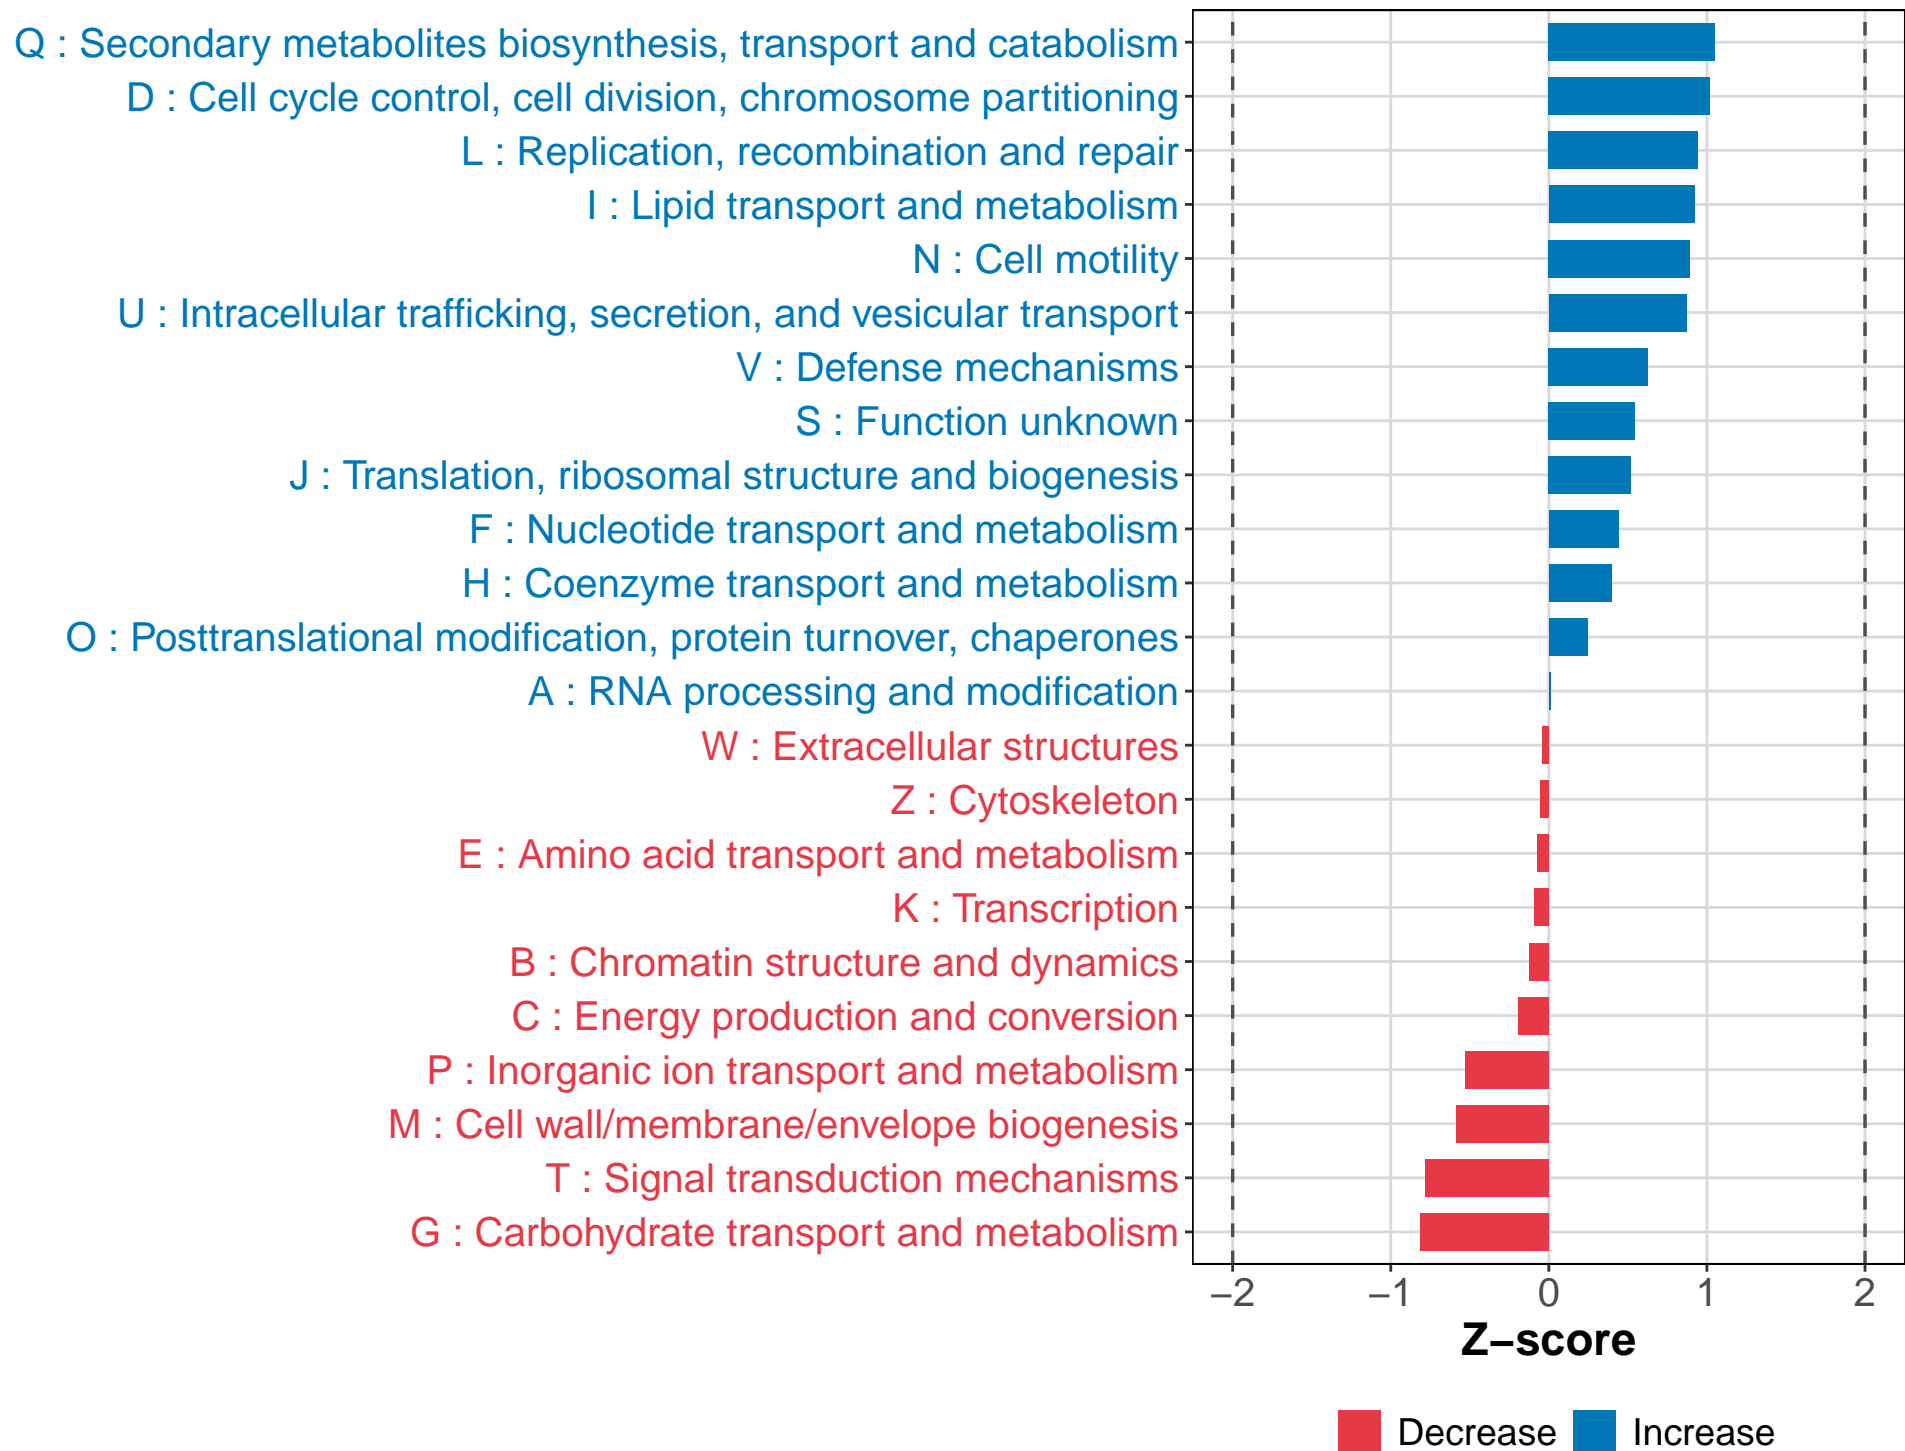 Q : Secondary metabolites biosynthesis, transport and catabolism
D : Cell cycle control, cell division, chromosome partitioning
L : Replication, recombination and repair
I : Lipid transport and metabolism
N : Cell motility
U : Intracellular trafficking, secretion, and vesicular transport
V : Defense mechanisms
S : Function unknown
J : Translation, ribosomal structure and biogenesis
F : Nucleotide transport and metabolism
H : Coenzyme transport and metabolism
O : Posttranslational modification, protein turnover, chaperones
A : RNA processing and modification
W : Extracellular structures
Z : Cytoskeleton
E : Amino acid transport and metabolism
K : Transcription
B : Chromatin structure and dynamics
C : Energy production and conversion
P : Inorganic ion transport and metabolism
M : Cell wall/membrane/envelope biogenesis
T : Signal transduction mechanisms
G : Carbohydrate transport and metabolism
−2 −1 0 1 2
Z−score
Decrease Increase